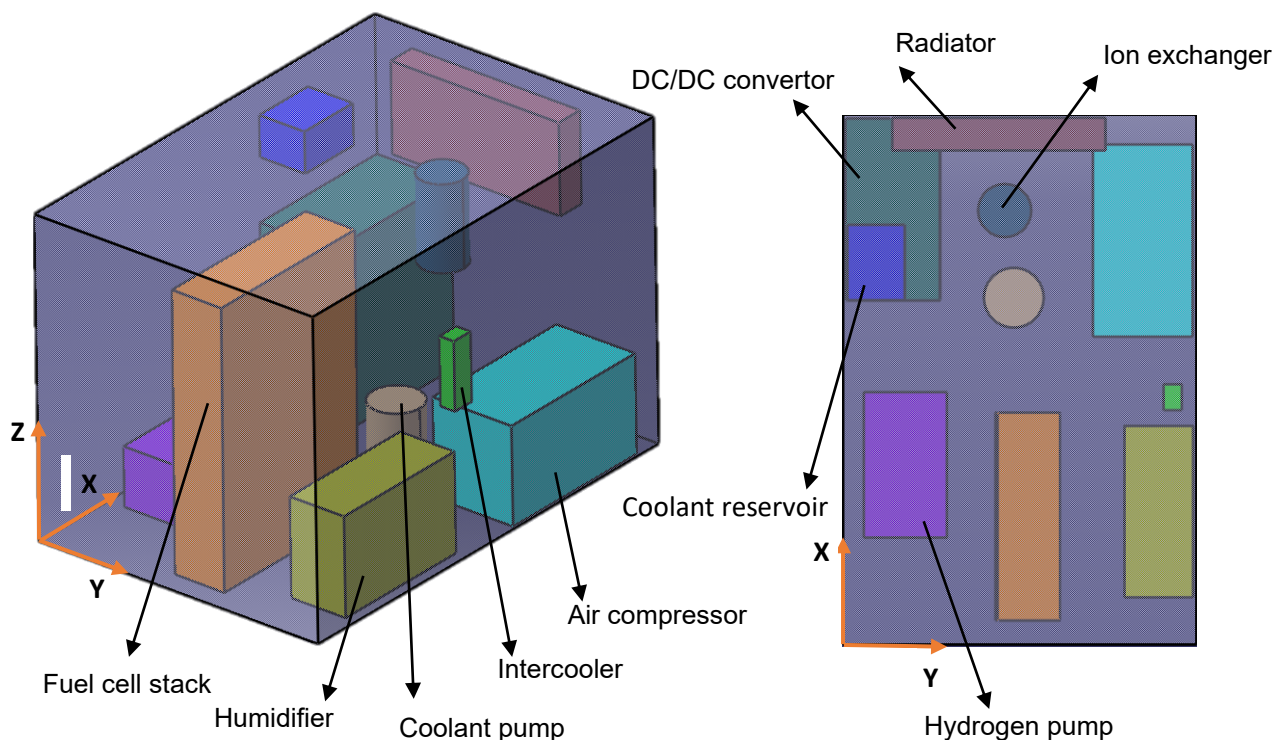 Radiator
Ion exchanger
DC/DC convertor
Z
X
Y
Fuel cell stack
Humidifier
Coolant pump
Intercooler
Air compressor
Coolant reservoir
X
Y
Hydrogen pump